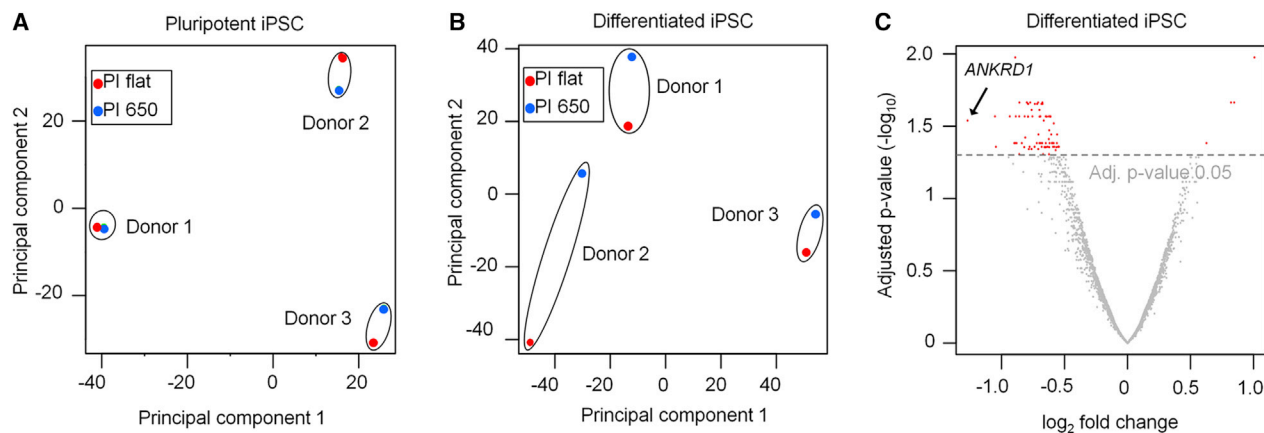 A
Pluripotent iPSC
Principal component 2
20
0
-20
PI flat
PI 650
Donor 2
Donor 1
Donor 3
-40
-20
0
20
Principal component 1
B
Differentiated iPSC
Principal component 2
40
20
0
-20
-40
PI flat
PI 650
Donor 1
Donor 2
Donor 3
-40
-20
0
20
40
Principal component 1
C
Differentiated iPSC
Adjusted p-value (-log10)
2.0
1.5
1
0.5
0
ANKRD1
Adj. p-value 0.05
-1.0
-0.5
0
0.5
1.0
log2 fold change